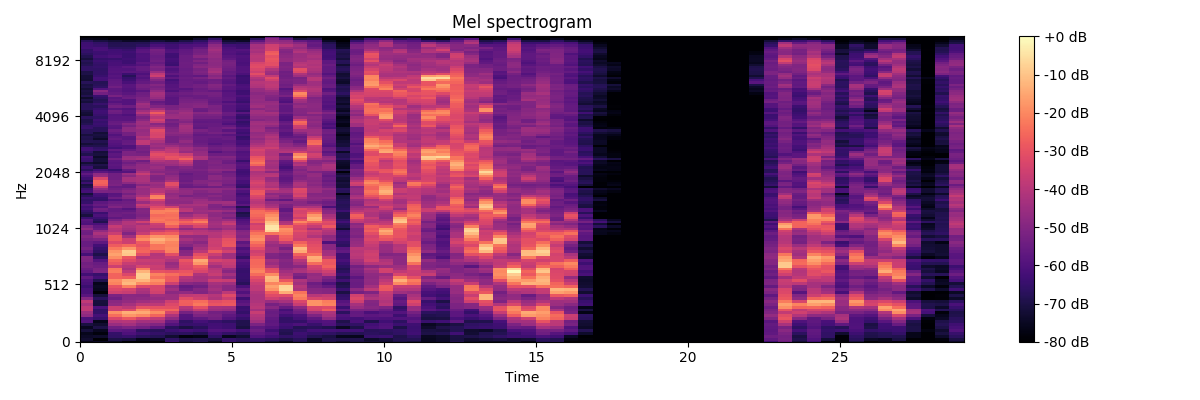 Mel spectrogram
+0 dB
8192
-10 dB
4096
-20 dB
-30 dB
Hz
2048
-40 dB
1024
-50 dB
-60 dB
512
-70 dB
0
-80 dB
0 5 10 15 20 25
Time